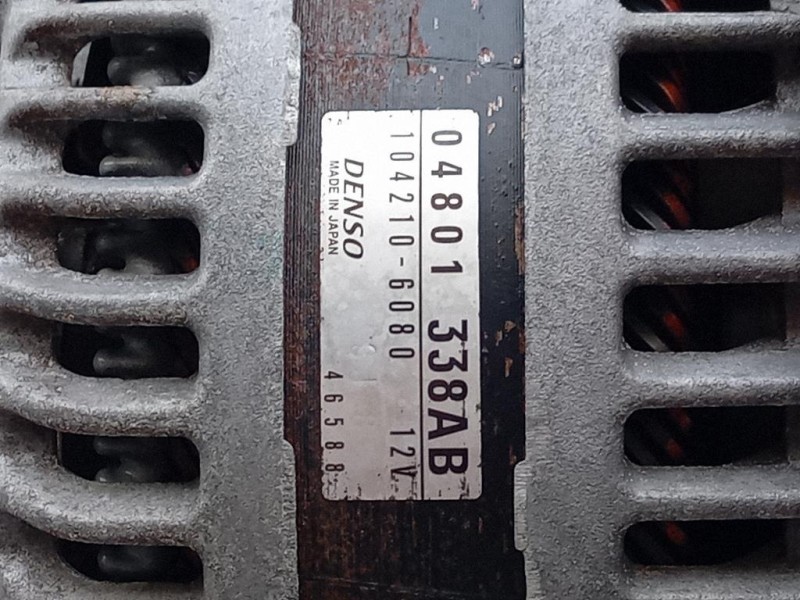 04801 338AB
104210-6080 12V
DENSO 46588
MADE IN JAPAN